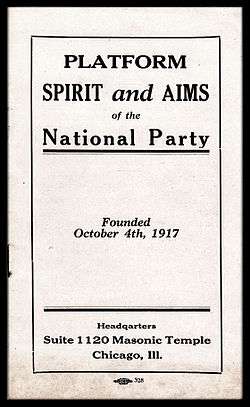 PLATFORM
SPIRIT and AIMS
of the
National Party
Founded
October 4th, 1917
Headquarters
Suite 1120 Masonic Temple
Chicago, Ill.
328